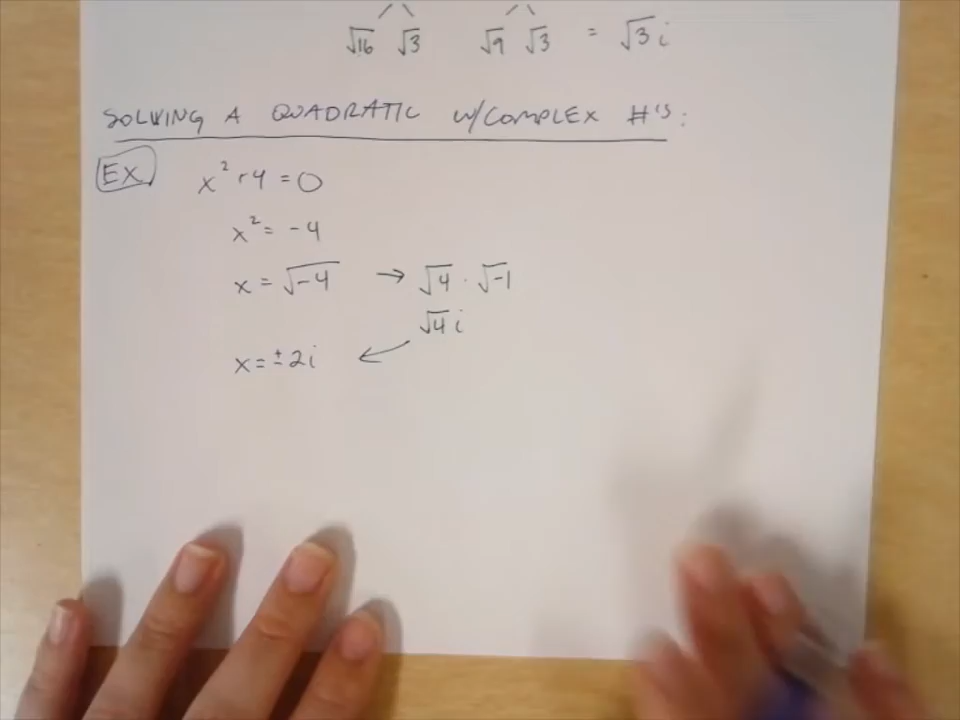 √16 √3 √9 √3 = √3 i
SOLVING A QUADRATIC W/COMPLEX #'S:
EX x² + 4 = 0
x² = -4
x = √-4 → √4 · √-1
√4 i
x = ± 2i